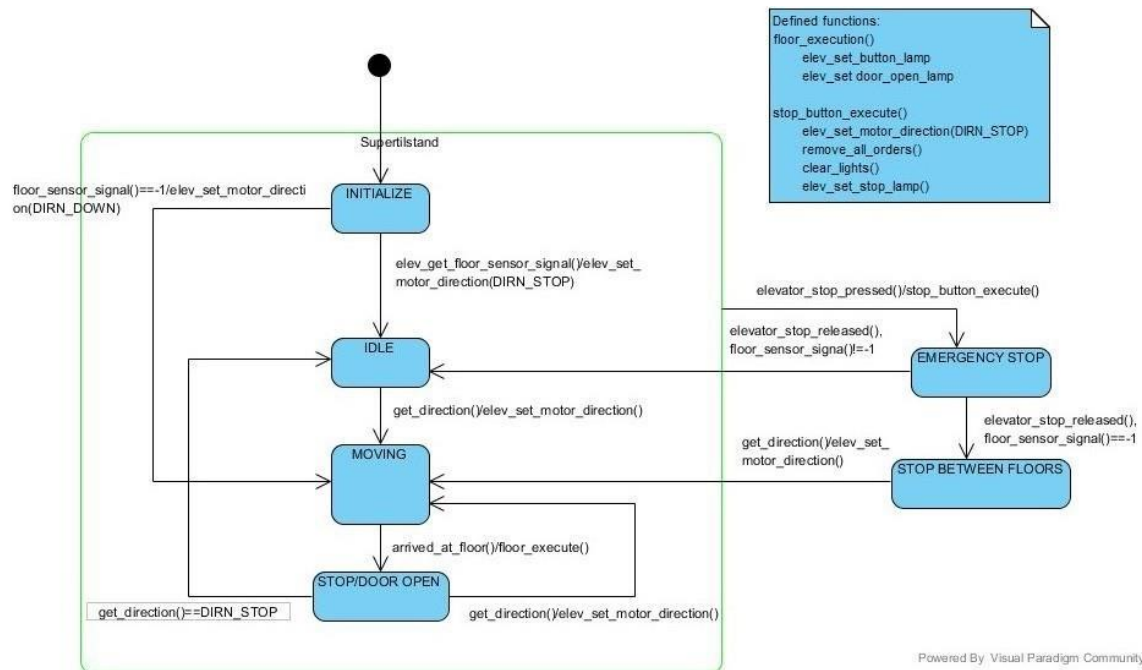 Defined functions:
floor_execution()
elev_set_button_lamp
elev_set door_open_lamp
stop_button_execute()
elev_set_motor_direction(DIRN_STOP)
remove_all_orders()
clear_lights()
elev_set_stop_lamp()
Supertilstand
floor_sensor_signal()==-1/elev_set_motor_directi
on(DIRN_DOWN)
INITIALIZE
elev_get_floor_sensor_signal()/elev_set_
motor_direction(DIRN_STOP)
elevator_stop_pressed()/stop_button_execute()
elevator_stop_released(),
floor_sensor_signa()!=-1
IDLE
EMERGENCY STOP
get_direction()/elev_set_motor_direction()
elevator_stop_released(),
floor_sensor_signal()==-1
get_direction()/elev_set_
motor_direction()
MOVING
STOP BETWEEN FLOORS
arrived_at_floor()/floor_execute()
STOP/DOOR OPEN
get_direction()==DIRN_STOP
get_direction()/elev_set_motor_direction()
Powered By Visual Paradigm Community